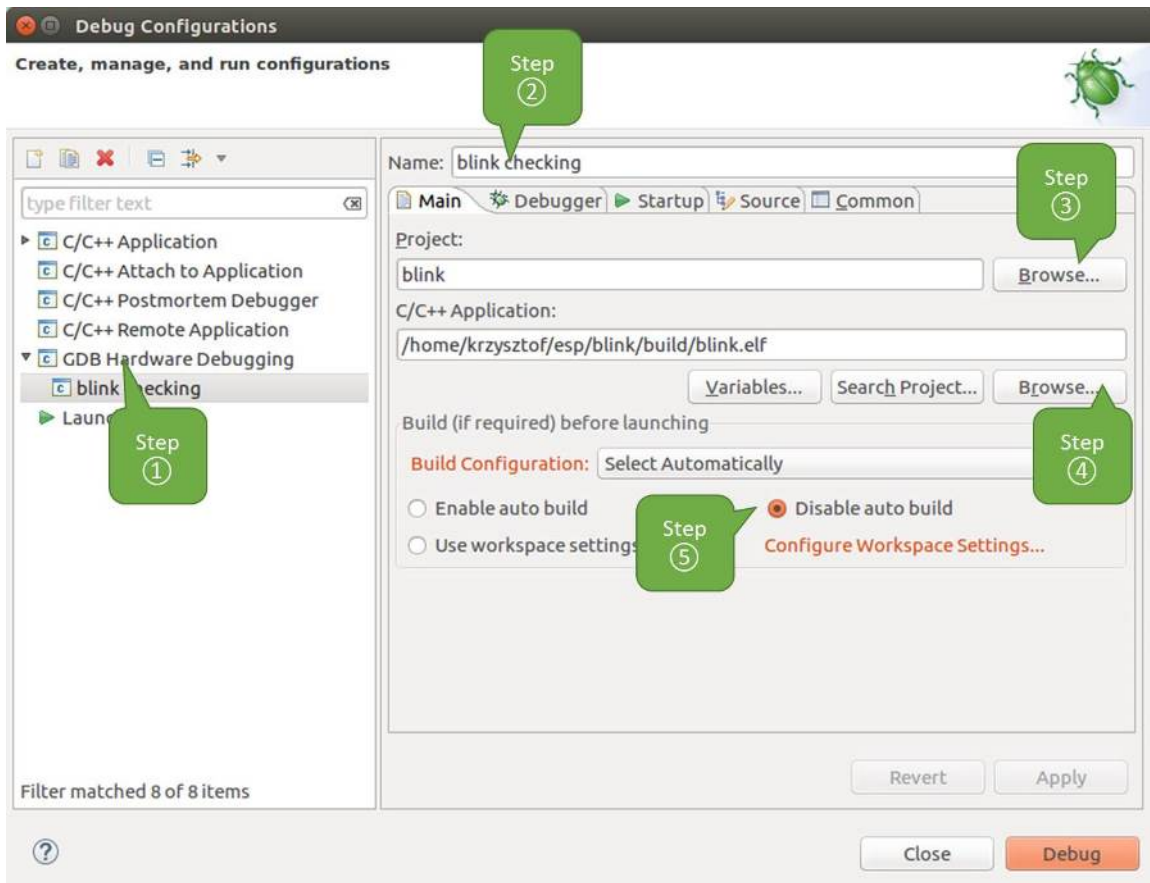 Debug Configurations
Create, manage, and run configurations
Step
②
type filter text
C/C++ Application
C/C++ Attach to Application
C/C++ Postmortem Debugger
C/C++ Remote Application
GDB Hardware Debugging
blink checking
Step
①
Filter matched 8 of 8 items
Name: blink checking
Main Debugger Startup Source Common
Step
③
Project:
blink Browse...
C/C++ Application:
/home/krzysztof/esp/blink/build/blink.elf
Variables... Search Project... Browse...
Step
④
Build (if required) before launching
Build Configuration: Select Automatically
Enable auto build Disable auto build
Step
⑤
Use workspace settings Configure Workspace Settings...
Revert Apply
Close Debug